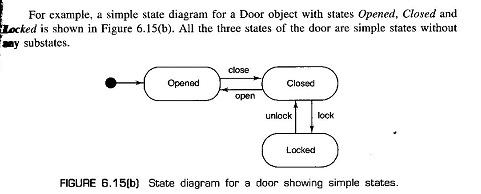 For example, a simple state diagram for a Door object with states Opened, Closed and
Locked is shown in Figure 6.15(b). All the three states of the door are simple states without
any substates.
close
Opened
Closed
open
unlock
lock
Locked
FIGURE 6.15(b) State diagram for a door showing simple states.